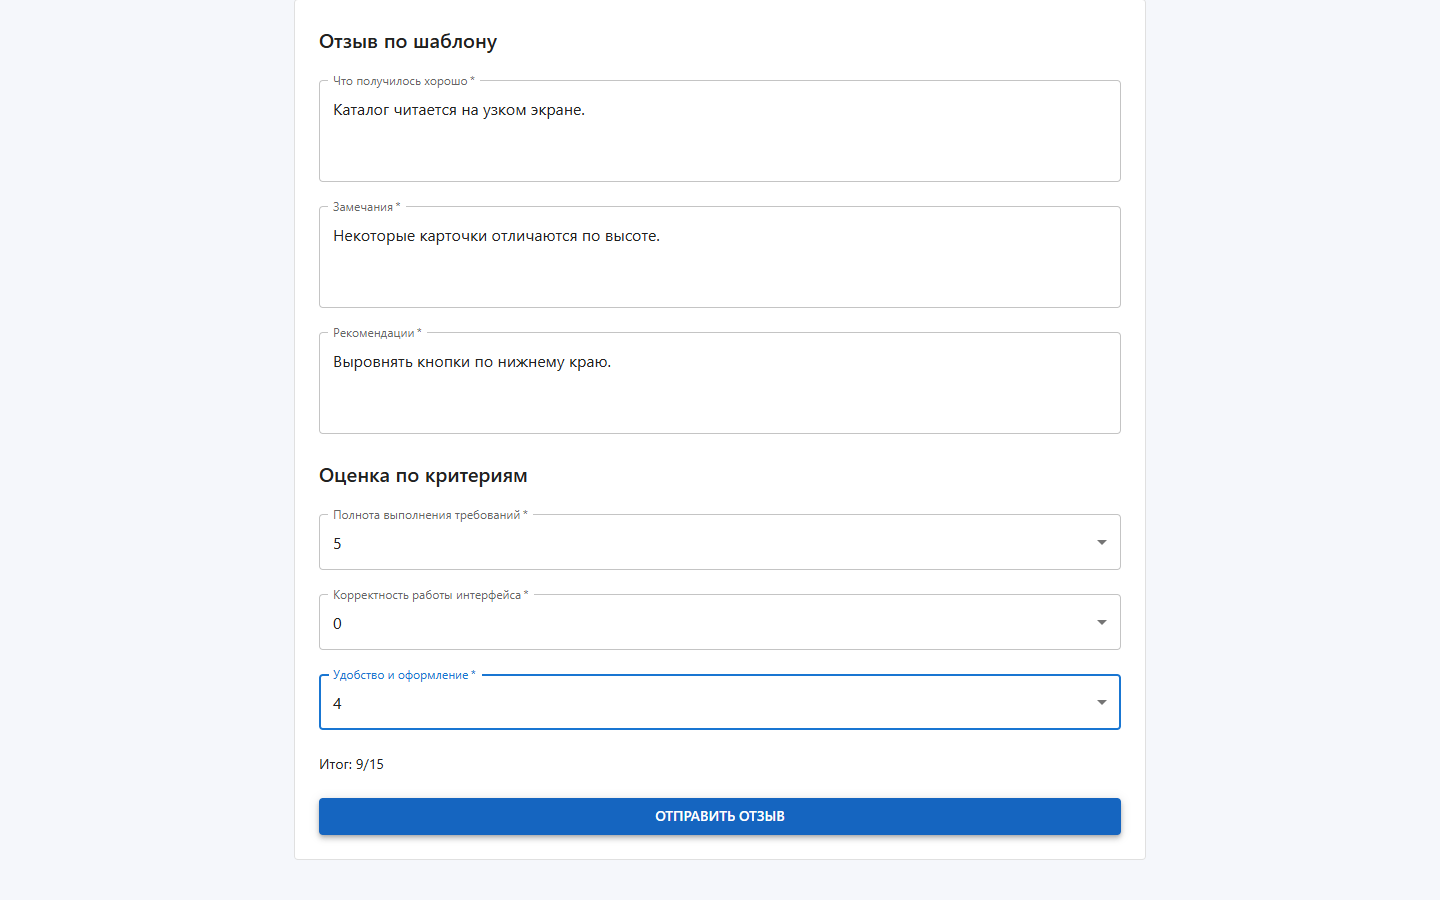 Отзыв по шаблону
Что получилось хорошо *
Каталог читается на узком экране.
Замечания *
Некоторые карточки отличаются по высоте.
Рекомендации *
Выровнять кнопки по нижнему краю.
Оценка по критериям
Полнота выполнения требований *
5
Корректность работы интерфейса *
0
Удобство и оформление *
4
Итог: 9/15
ОТПРАВИТЬ ОТЗЫВ